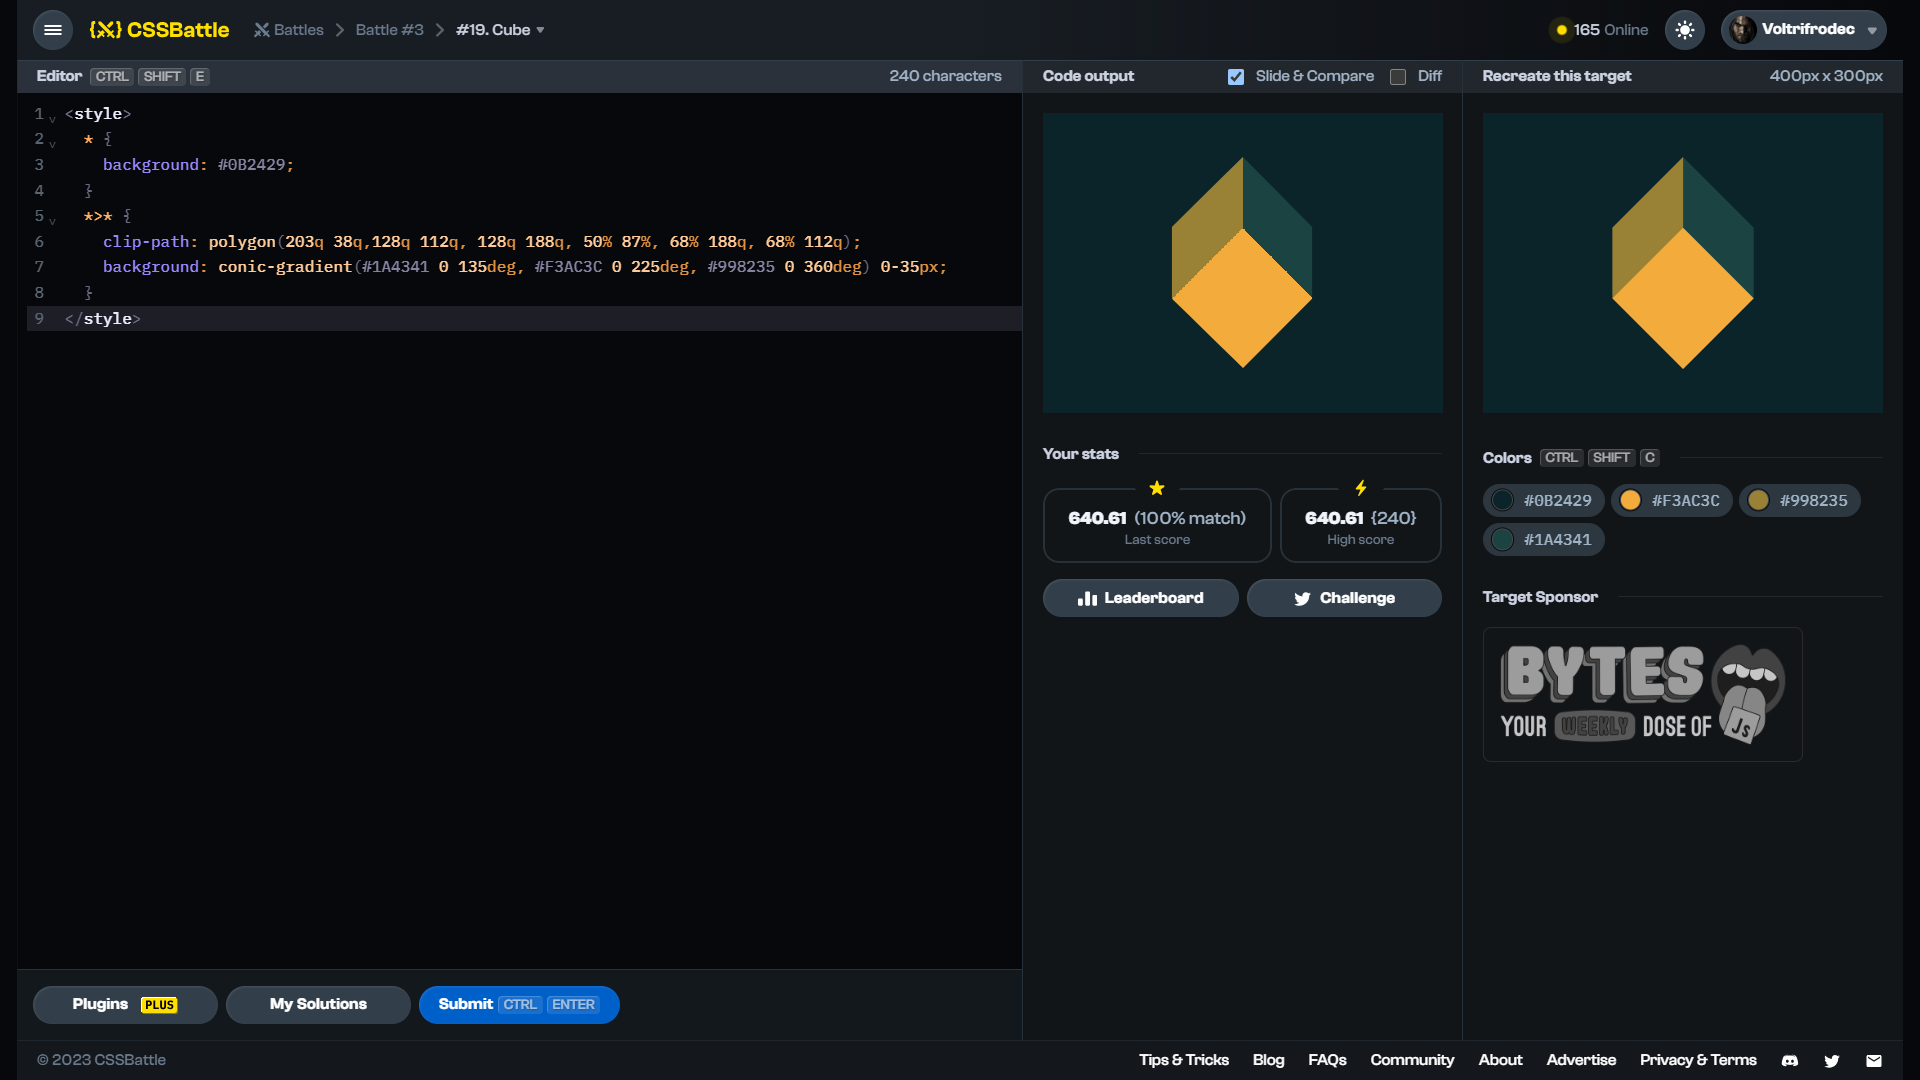 {X} CSSBattle
Battles
Battle #3
#19. Cube
165 Online
Voltrifrodec
Editor CTRL SHIFT E
240 characters
Code output
Slide & Compare
Diff
Recreate this target
400px x 300px
1 <style>
2 * {
3 background: #0B2429;
4 }
5 *>* {
6 clip-path: polygon(203q 38q,128q 112q, 128q 188q, 50% 87%, 68% 188q, 68% 112q);
7 background: conic-gradient(#1A4341 0 135deg, #F3AC3C 0 225deg, #998235 0 360deg) 0-35px;
8 }
9 </style>
Your stats
640.61 (100% match)
Last score
640.61 {240}
High score
Leaderboard
Challenge
Colors CTRL SHIFT C
#0B2429
#F3AC3C
#998235
#1A4341
Target Sponsor
BYTES
YOUR WEEKLY DOSE OF JS
Plugins PLUS
My Solutions
Submit CTRL ENTER
© 2023 CSSBattle
Tips & Tricks
Blog
FAQs
Community
About
Advertise
Privacy & Terms